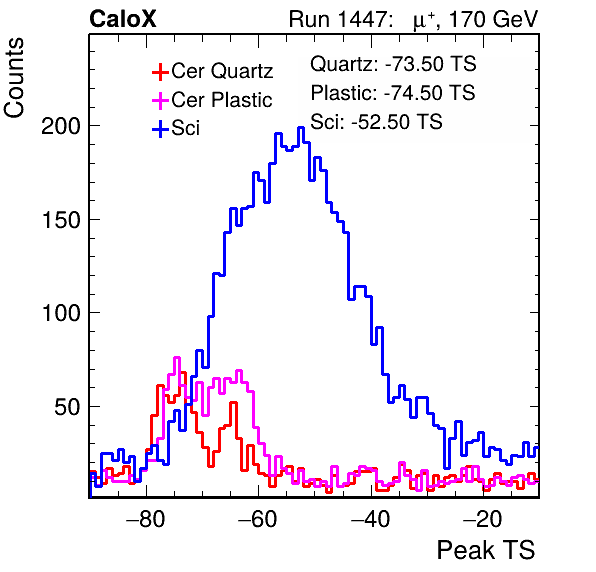 CaloX Run 1447: μ⁺, 170 GeV
Counts
Cer Quartz
Cer Plastic
Sci
Quartz: -73.50 TS
Plastic: -74.50 TS
Sci: -52.50 TS
200
150
100
50
−80 −60 −40 −20
Peak TS